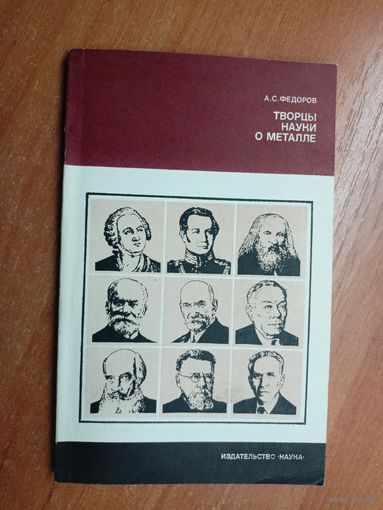 А.С.ФЕДОРОВ
ТВОРЦЫ
НАУКИ
О МЕТАЛЛЕ
ИЗДАТЕЛЬСТВО «НАУКА»